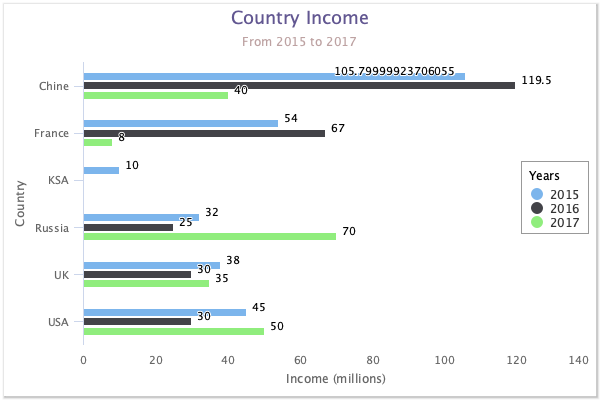 Country Income
From 2015 to 2017
Country
Chine
105.79999923706055
119.5
40
France
54
67
8
KSA
10
Russia
32
25
70
UK
38
30
35
USA
45
30
50
0 20 40 60 80 100 120 140
Income (millions)
Years
2015
2016
2017